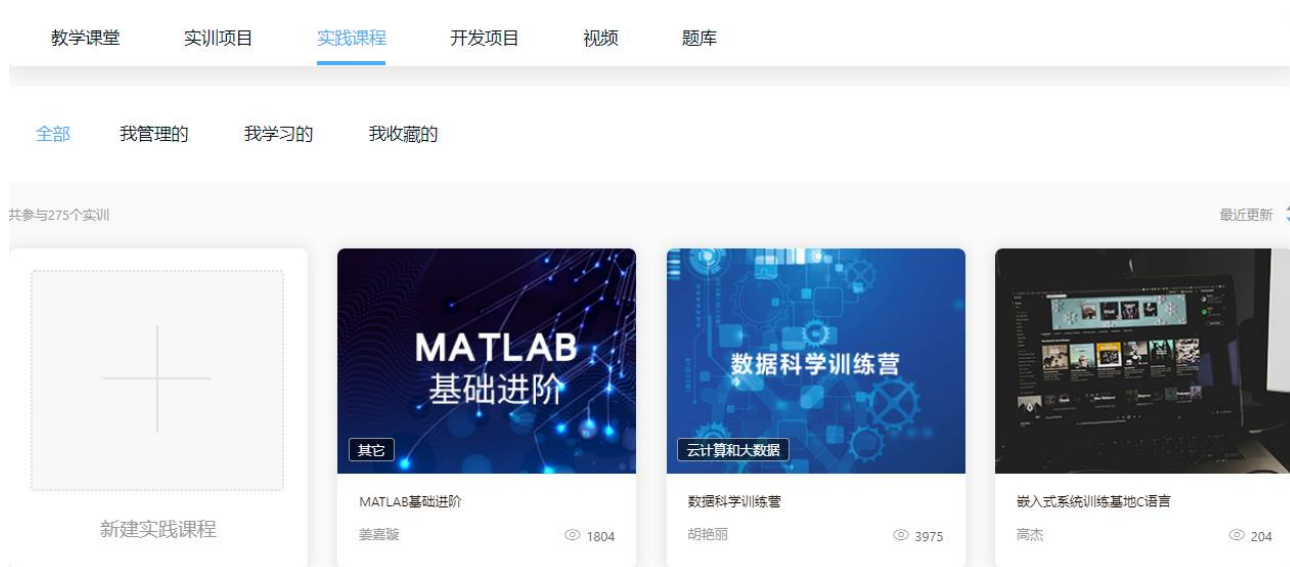 教学课堂 实训项目 实践课程 开发项目 视频 题库
全部 我管理的 我学习的 我收藏的
共参与275个实训 最近更新
MATLAB
基础进阶
其它
数据科学训练营
云计算和大数据
新建实践课程
MATLAB基础进阶
姜嘉璇 1804
数据科学训练营
胡艳丽 3975
嵌入式系统训练基地C语言
高杰 204